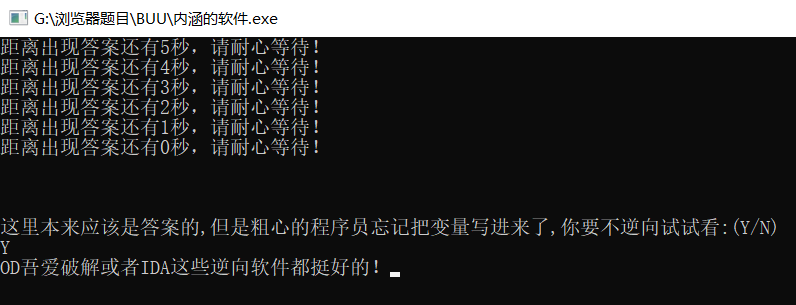 G:\浏览器题目\BUU\内涵的软件.exe
距离出现答案还有5秒，请耐心等待！
距离出现答案还有4秒，请耐心等待！
距离出现答案还有3秒，请耐心等待！
距离出现答案还有2秒，请耐心等待！
距离出现答案还有1秒，请耐心等待！
距离出现答案还有0秒，请耐心等待！
这里本来应该是答案的,但是粗心的程序员忘记把变量写进来了,你要不逆向试试看:(Y/N)
Y
OD吾爱破解或者IDA这些逆向软件都挺好的！